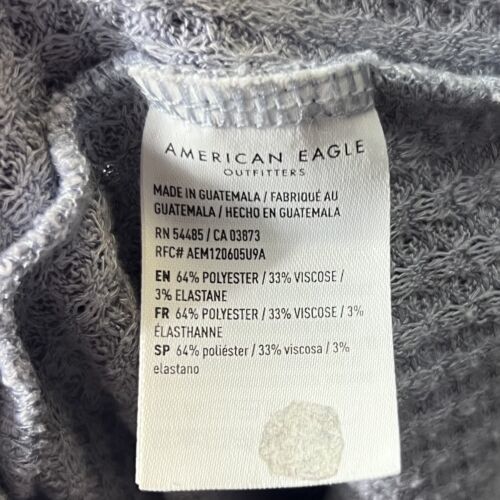 AMERICAN EAGLE
OUTFITTERS
MADE IN GUATEMALA / FABRIQUÉ AU
GUATEMALA / HECHO EN GUATEMALA
RN 54485 / CA 03873
RFC# AEM120605U9A
EN 64% POLYESTER / 33% VISCOSE /
3% ELASTANE
FR 64% POLYESTER / 33% VISCOSE / 3%
ÉLASTHANNE
SP 64% poliéster / 33% viscosa / 3%
elastano